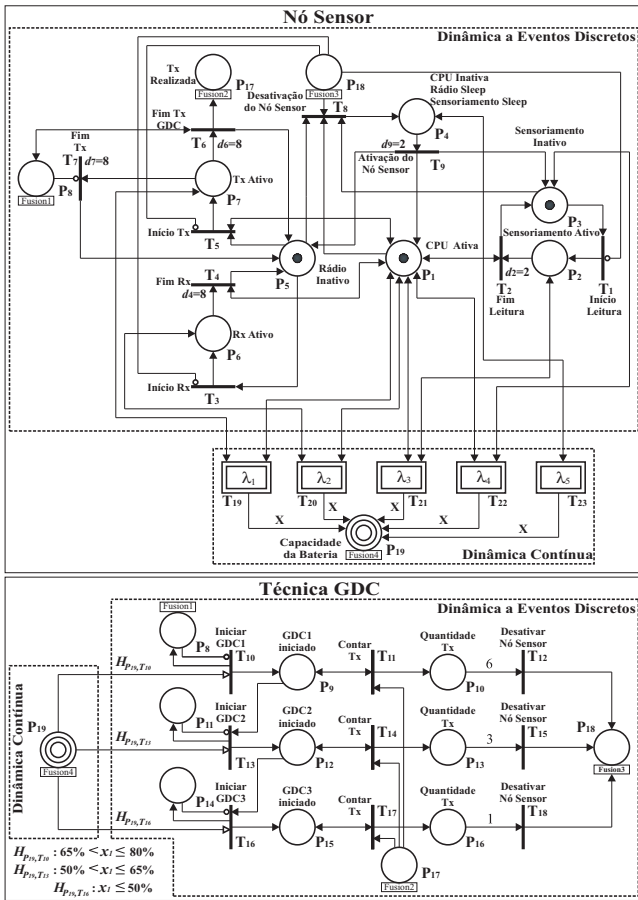 Nó Sensor
Dinâmica a Eventos Discretos
Tx
Realizada
P17
Fusion2
P18
Fusion3
Desativação
do Nó Sensor
T8
CPU Inativa
Rádio Sleep
Sensoriamento Sleep
P4
Fim Tx
GDC
T6
d6=8
d9=2
Ativação do
Nó Sensor
T9
Sensoriamento
Inativo
P3
Fim
Tx
T7
d7=8
P8
Fusion1
Tx Ativo
P7
Início Tx
T5
Rádio
Inativo
P5
CPU Ativa
P1
Sensoriamento Ativo
P2
T2
d2=2
Fim
Leitura
T1
Início
Leitura
Fim Rx
T4
d4=8
Rx Ativo
P6
Início Rx
T3
λ1
λ2
λ3
λ4
λ5
T19
T20
T21
T22
T23
X
X
X
X
X
Capacidade
da Bateria
Fusion4
P19
Dinâmica Contínua
Técnica GDC
Dinâmica a Eventos Discretos
Dinâmica Contínua
P19
Fusion4
HP19,T10
HP19,T13
HP19,T16
Fusion1
P8
Iniciar
GDC1
T10
GDC1
iniciado
P9
Contar
Tx
T11
Quantidade
Tx
P10
6
Desativar
Nó Sensor
T12
P11
Iniciar
GDC2
T13
GDC2
iniciado
P12
Contar
Tx
T14
Quantidade
Tx
P13
3
Desativar
Nó Sensor
T15
P18
Fusion3
P14
Iniciar
GDC3
T16
GDC3
iniciado
P15
Contar
Tx
T17
Quantidade
Tx
P16
1
Desativar
Nó Sensor
T18
P17
Fusion2
HP19,T10 : 65% < x1 ≤ 80%
HP19,T13 : 50% < x1 ≤ 65%
HP19,T16 : x1 ≤ 50%